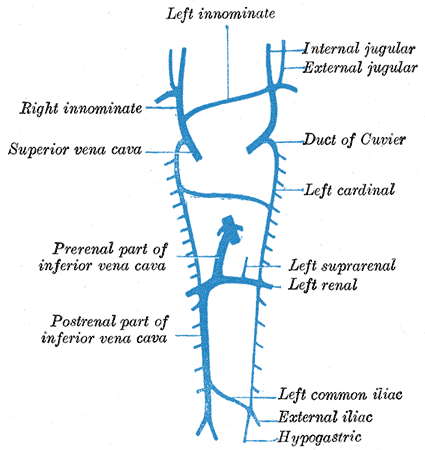 Left innominate
Internal jugular
External jugular
Right innominate
Superior vena cava
Duct of Cuvier
Left cardinal
Prerenal part of
inferior vena cava
Left suprarenal
Left renal
Postrenal part of
inferior vena cava
Left common iliac
External iliac
Hypogastric